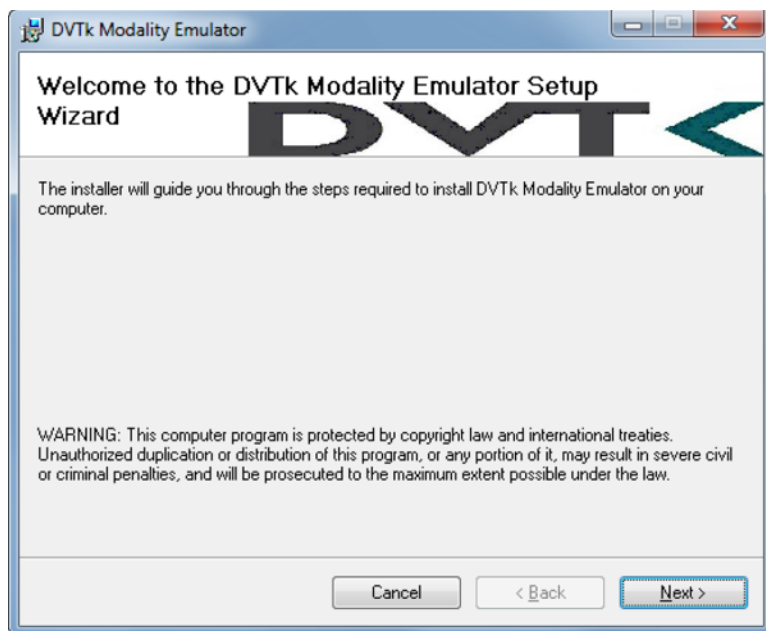 DVTk Modality Emulator
Welcome to the DVTk Modality Emulator Setup
Wizard
DVTK
The installer will guide you through the steps required to install DVTk Modality Emulator on your
computer.
WARNING: This computer program is protected by copyright law and international treaties.
Unauthorized duplication or distribution of this program, or any portion of it, may result in severe civil
or criminal penalties, and will be prosecuted to the maximum extent possible under the law.
Cancel
< Back
Next >